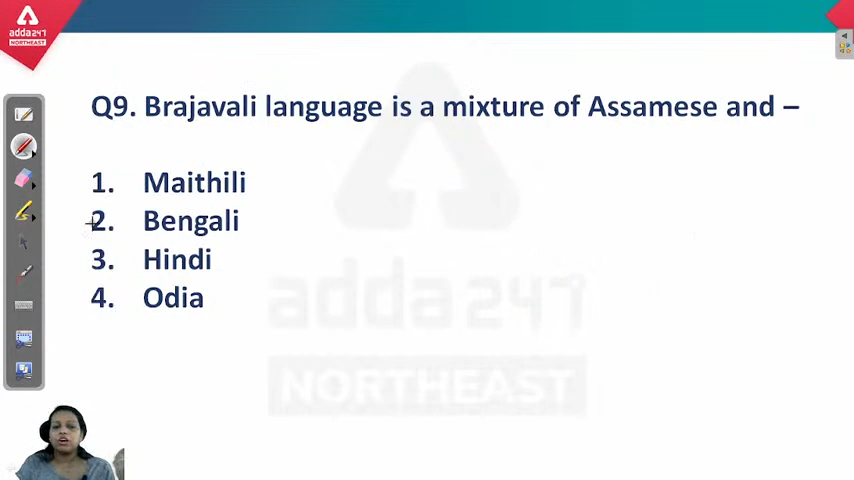 adda247
NORTHEAST
Q9. Brajavali language is a mixture of Assamese and –
1. Maithili
2. Bengali
3. Hindi
4. Odia
adda247
NORTHEAST